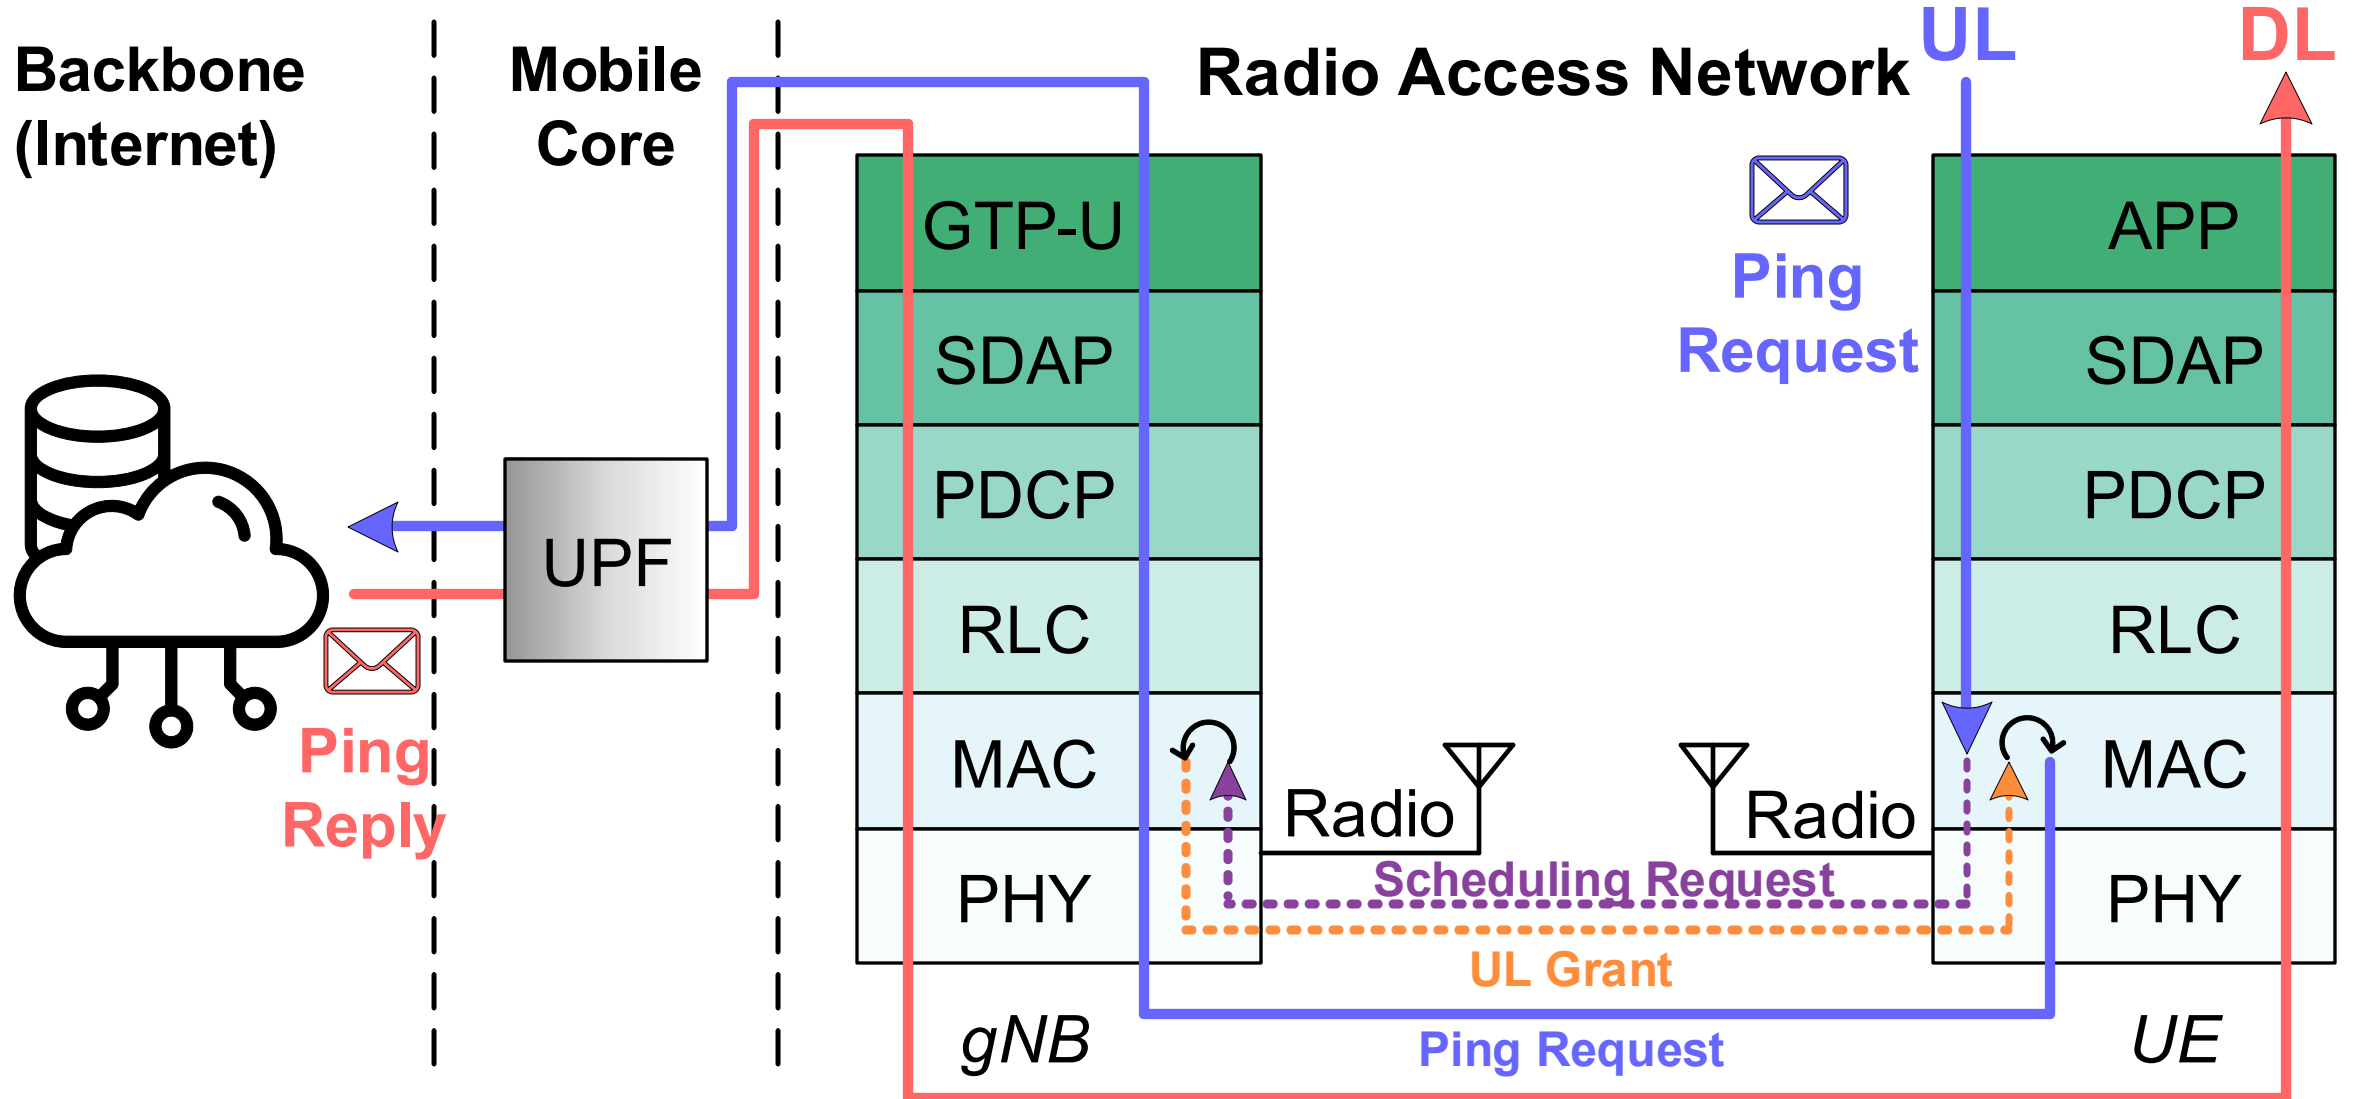 Backbone
(Internet)
Mobile
Core
Radio Access Network
UL
DL
GTP-U
SDAP
PDCP
RLC
MAC
PHY
gNB
Ping
Request
APP
SDAP
PDCP
RLC
MAC
PHY
UE
UPF
Ping
Reply
Radio
Radio
Scheduling Request
UL Grant
Ping Request